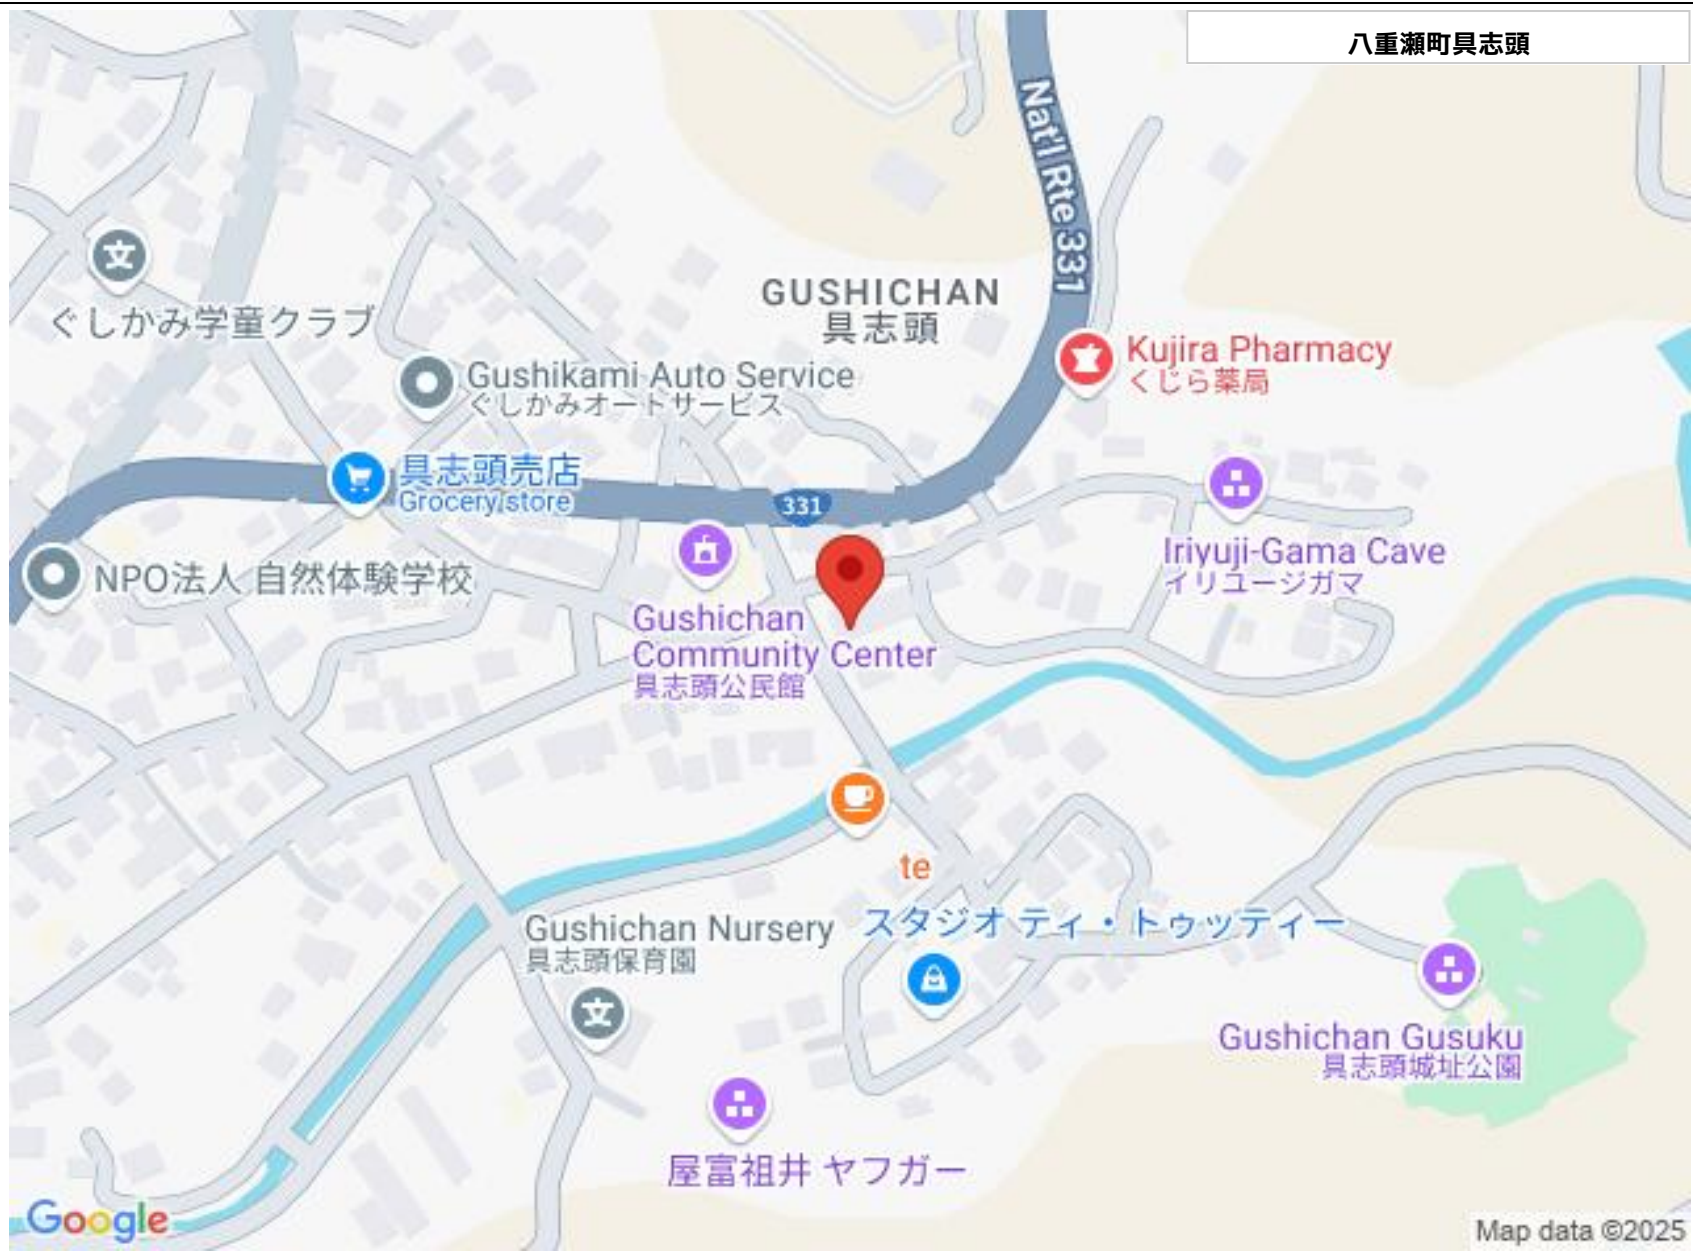 八重瀬町具志頭
Nat'l Rte 331
GUSHICHAN
具志頭
ぐしかみ学童クラブ
Kujira Pharmacy
くじら薬局
Gushikami Auto Service
ぐしかみオートサービス
具志頭売店
Grocery store
331
Iriyuji-Gama Cave
イリユージガマ
NPO法人 自然体験学校
Gushichan
Community Center
具志頭公民館
te
スタジオ ティ・トゥッティー
Gushichan Nursery
具志頭保育園
Gushichan Gusuku
具志頭城址公園
屋富祖井 ヤフガー
Google
Map data ©2025